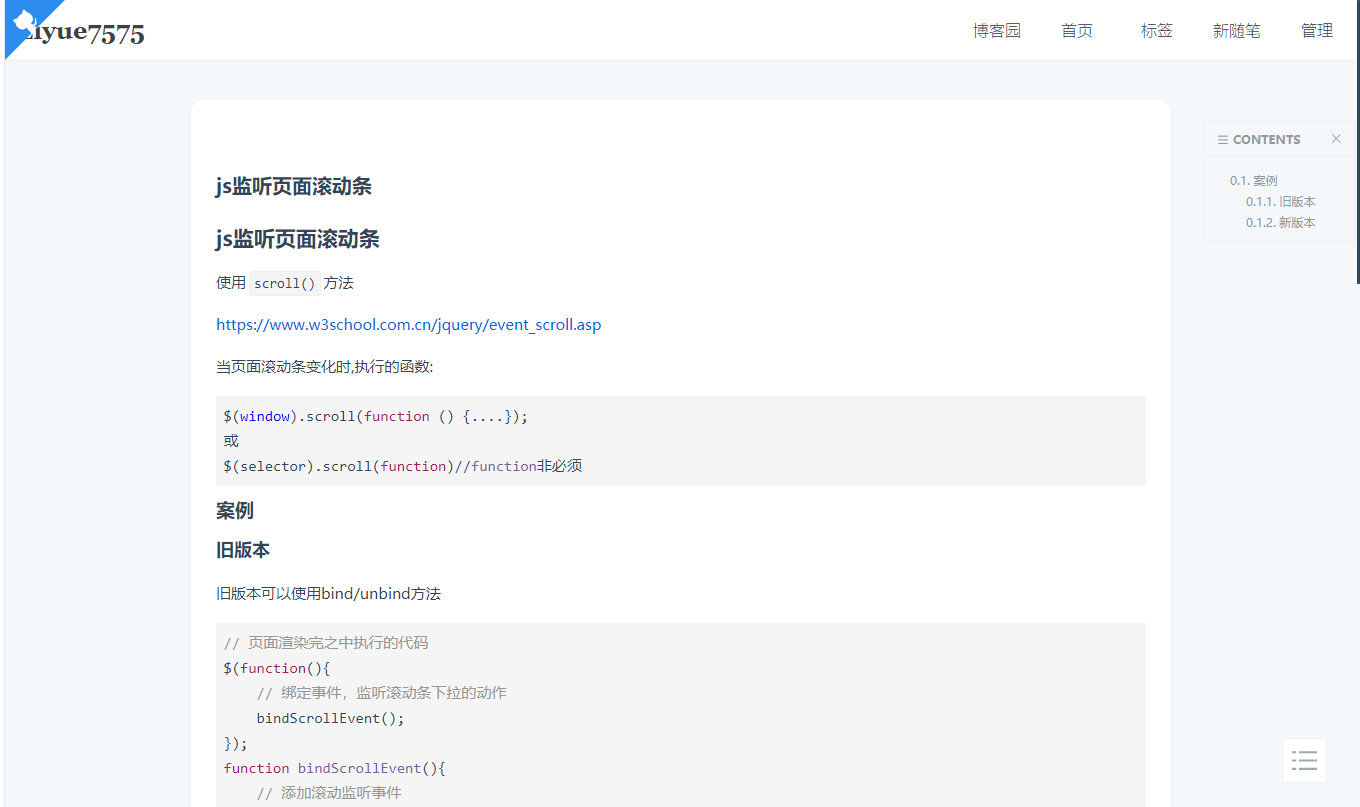 iyue7575
博客园 首页 标签 新随笔 管理
CONTENTS ×
0.1. 案例
0.1.1. 旧版本
0.1.2. 新版本
js监听页面滚动条
js监听页面滚动条
使用 scroll() 方法
https://www.w3school.com.cn/jquery/event_scroll.asp
当页面滚动条变化时,执行的函数:
$(window).scroll(function () {....});
或
$(selector).scroll(function)//function非必须
案例
旧版本
旧版本可以使用bind/unbind方法
// 页面渲染完之中执行的代码
$(function(){
    // 绑定事件，监听滚动条下拉的动作
    bindScrollEvent();
});
function bindScrollEvent(){
    // 添加滚动监听事件